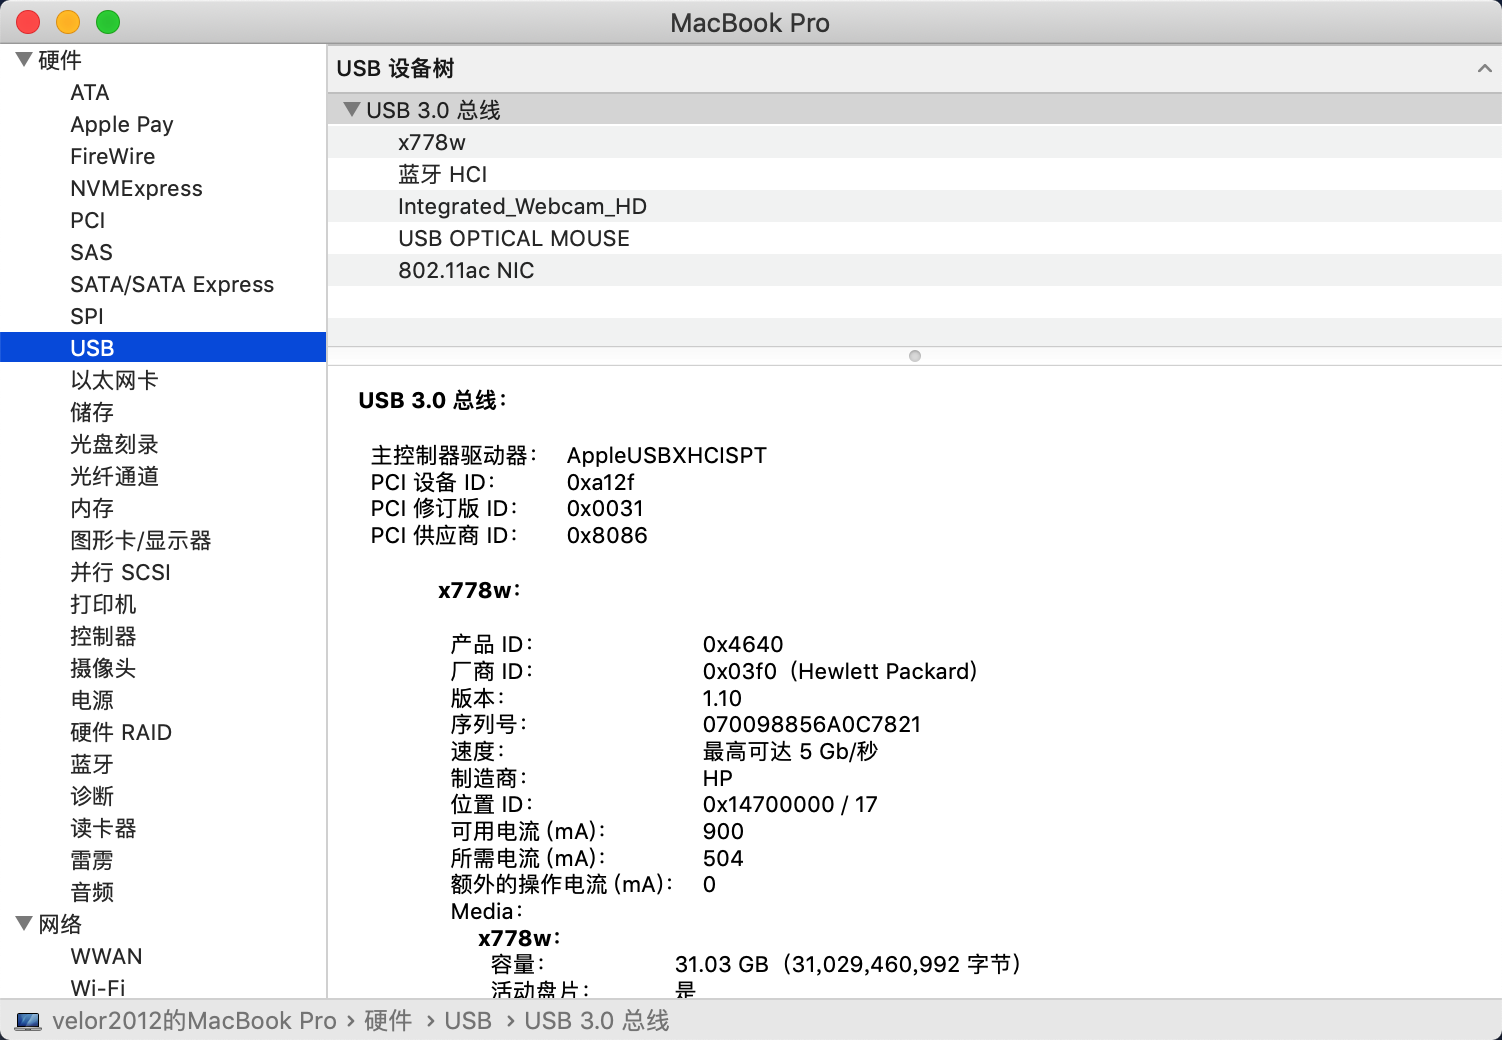 MacBook Pro
硬件
ATA
Apple Pay
FireWire
NVMExpress
PCI
SAS
SATA/SATA Express
SPI
USB
以太网卡
储存
光盘刻录
光纤通道
内存
图形卡/显示器
并行 SCSI
打印机
控制器
摄像头
电源
硬件 RAID
蓝牙
诊断
读卡器
雷雳
音频
网络
WWAN
Wi-Fi
USB 设备树
USB 3.0 总线
x778w
蓝牙 HCI
Integrated_Webcam_HD
USB OPTICAL MOUSE
802.11ac NIC
USB 3.0 总线：
主控制器驱动器： AppleUSBXHCISPT
PCI 设备 ID： 0xa12f
PCI 修订版 ID： 0x0031
PCI 供应商 ID： 0x8086
x778w：
产品 ID： 0x4640
厂商 ID： 0x03f0（Hewlett Packard）
版本： 1.10
序列号： 070098856A0C7821
速度： 最高可达 5 Gb/秒
制造商： HP
位置 ID： 0x14700000 / 17
可用电流 (mA)： 900
所需电流 (mA)： 504
额外的操作电流 (mA)： 0
Media：
x778w：
容量： 31.03 GB（31,029,460,992 字节）
活动盘片： 是
velor2012的MacBook Pro › 硬件 › USB › USB 3.0 总线